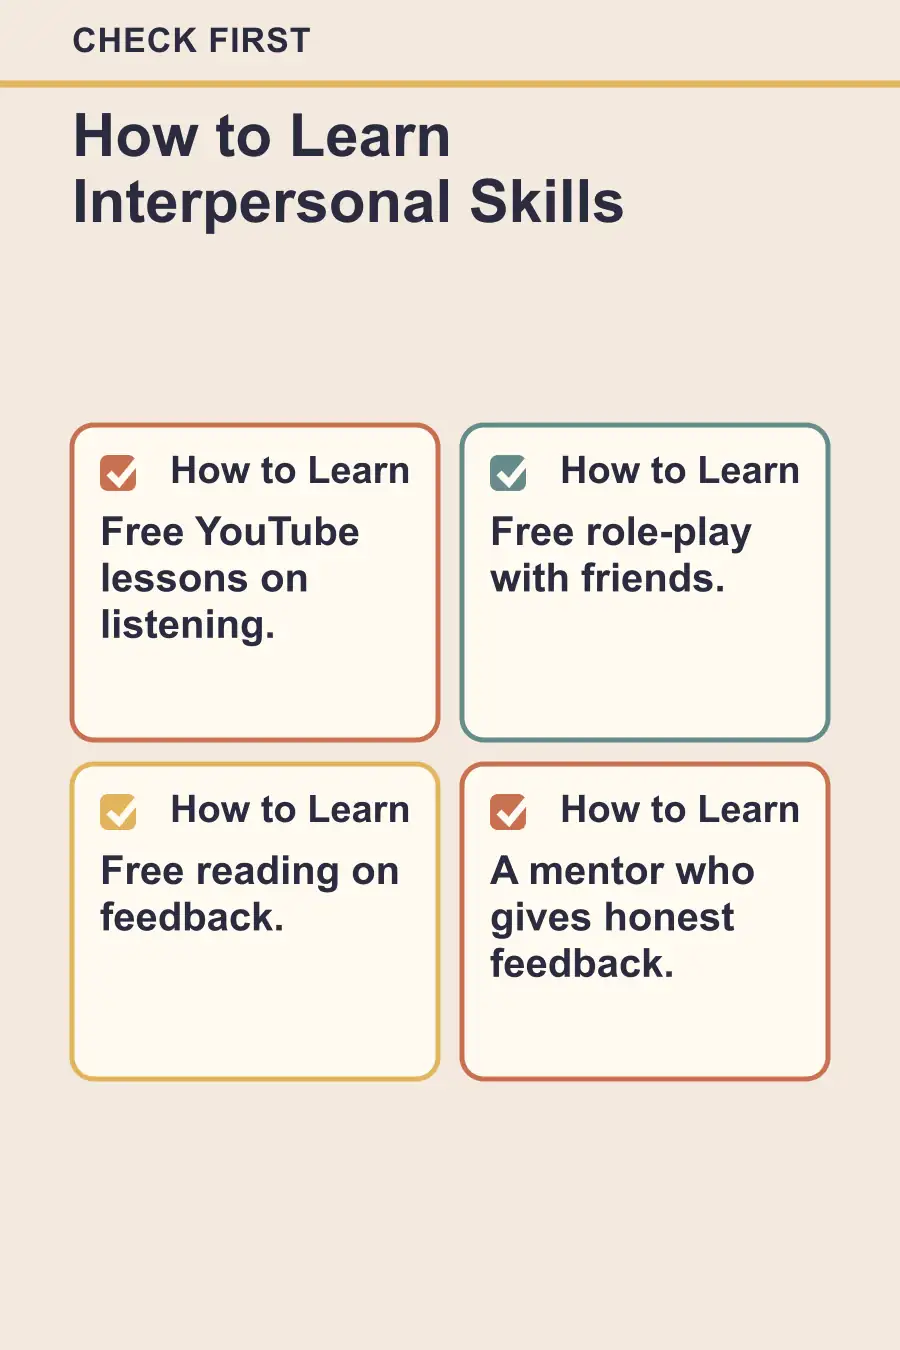 CHECK FIRST
How to Learn
Interpersonal Skills
How to Learn
Free YouTube
lessons on
listening.
How to Learn
Free role-play
with friends.
How to Learn
Free reading on
feedback.
How to Learn
A mentor who
gives honest
feedback.